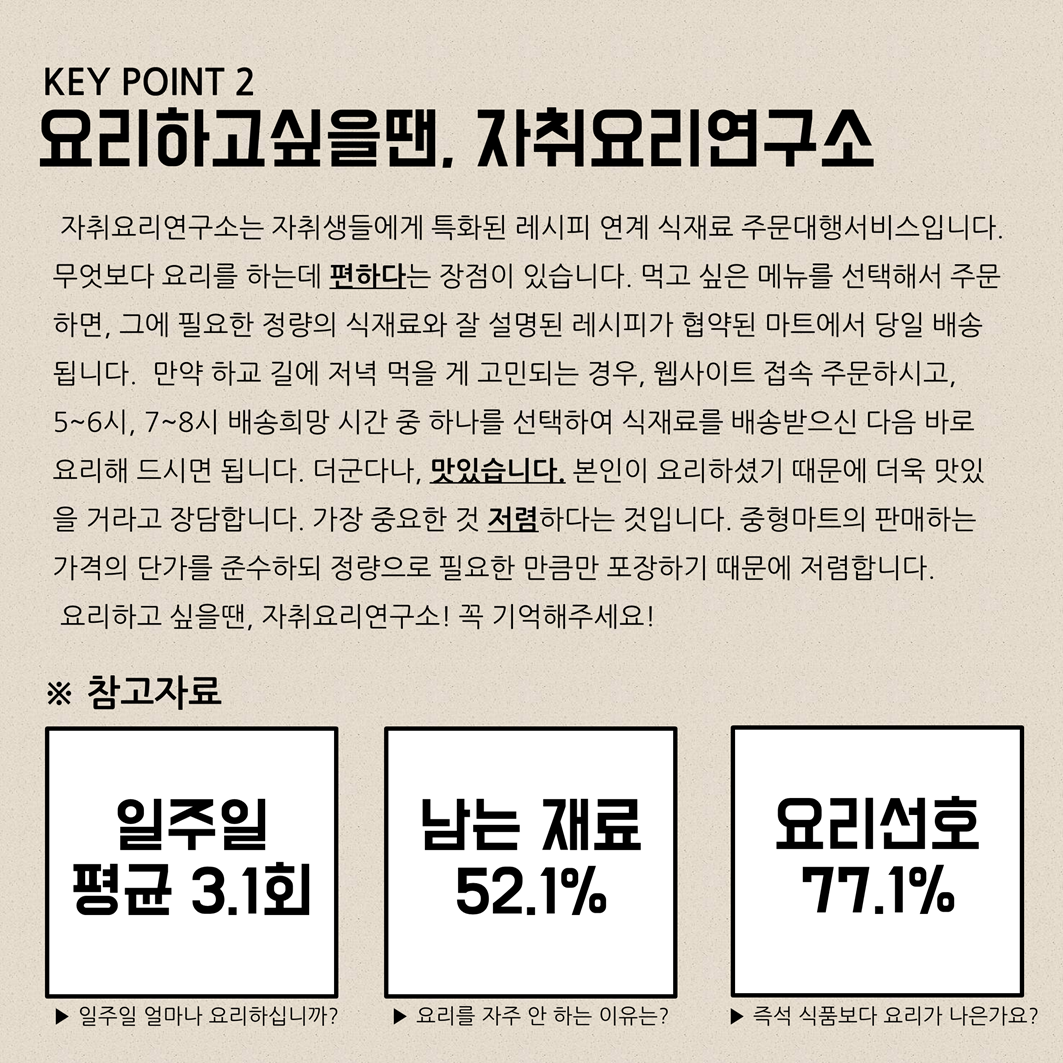 KEY POINT 2
요리하고싶을땐, 자취요리연구소
자취요리연구소는 자취생들에게 특화된 레시피 연계 식재료 주문대행서비스입니다.
무엇보다 요리를 하는데 편하다는 장점이 있습니다. 먹고 싶은 메뉴를 선택해서 주문
하면, 그에 필요한 정량의 식재료와 잘 설명된 레시피가 협약된 마트에서 당일 배송
됩니다. 만약 하교 길에 저녁 먹을 게 고민되는 경우, 웹사이트 접속 주문하시고,
5~6시, 7~8시 배송희망 시간 중 하나를 선택하여 식재료를 배송받으신 다음 바로
요리해 드시면 됩니다. 더군다나, 맛있습니다. 본인이 요리하셨기 때문에 더욱 맛있
을 거라고 장담합니다. 가장 중요한 것 저렴하다는 것입니다. 중형마트의 판매하는
가격의 단가를 준수하되 정량으로 필요한 만큼만 포장하기 때문에 저렴합니다.
요리하고 싶을땐, 자취요리연구소! 꼭 기억해주세요!
※ 참고자료
일주일
평균 3.1회
▶ 일주일 얼마나 요리하십니까?
남는 재료
52.1%
▶ 요리를 자주 안 하는 이유는?
요리선호
77.1%
▶ 즉석 식품보다 요리가 나은가요?